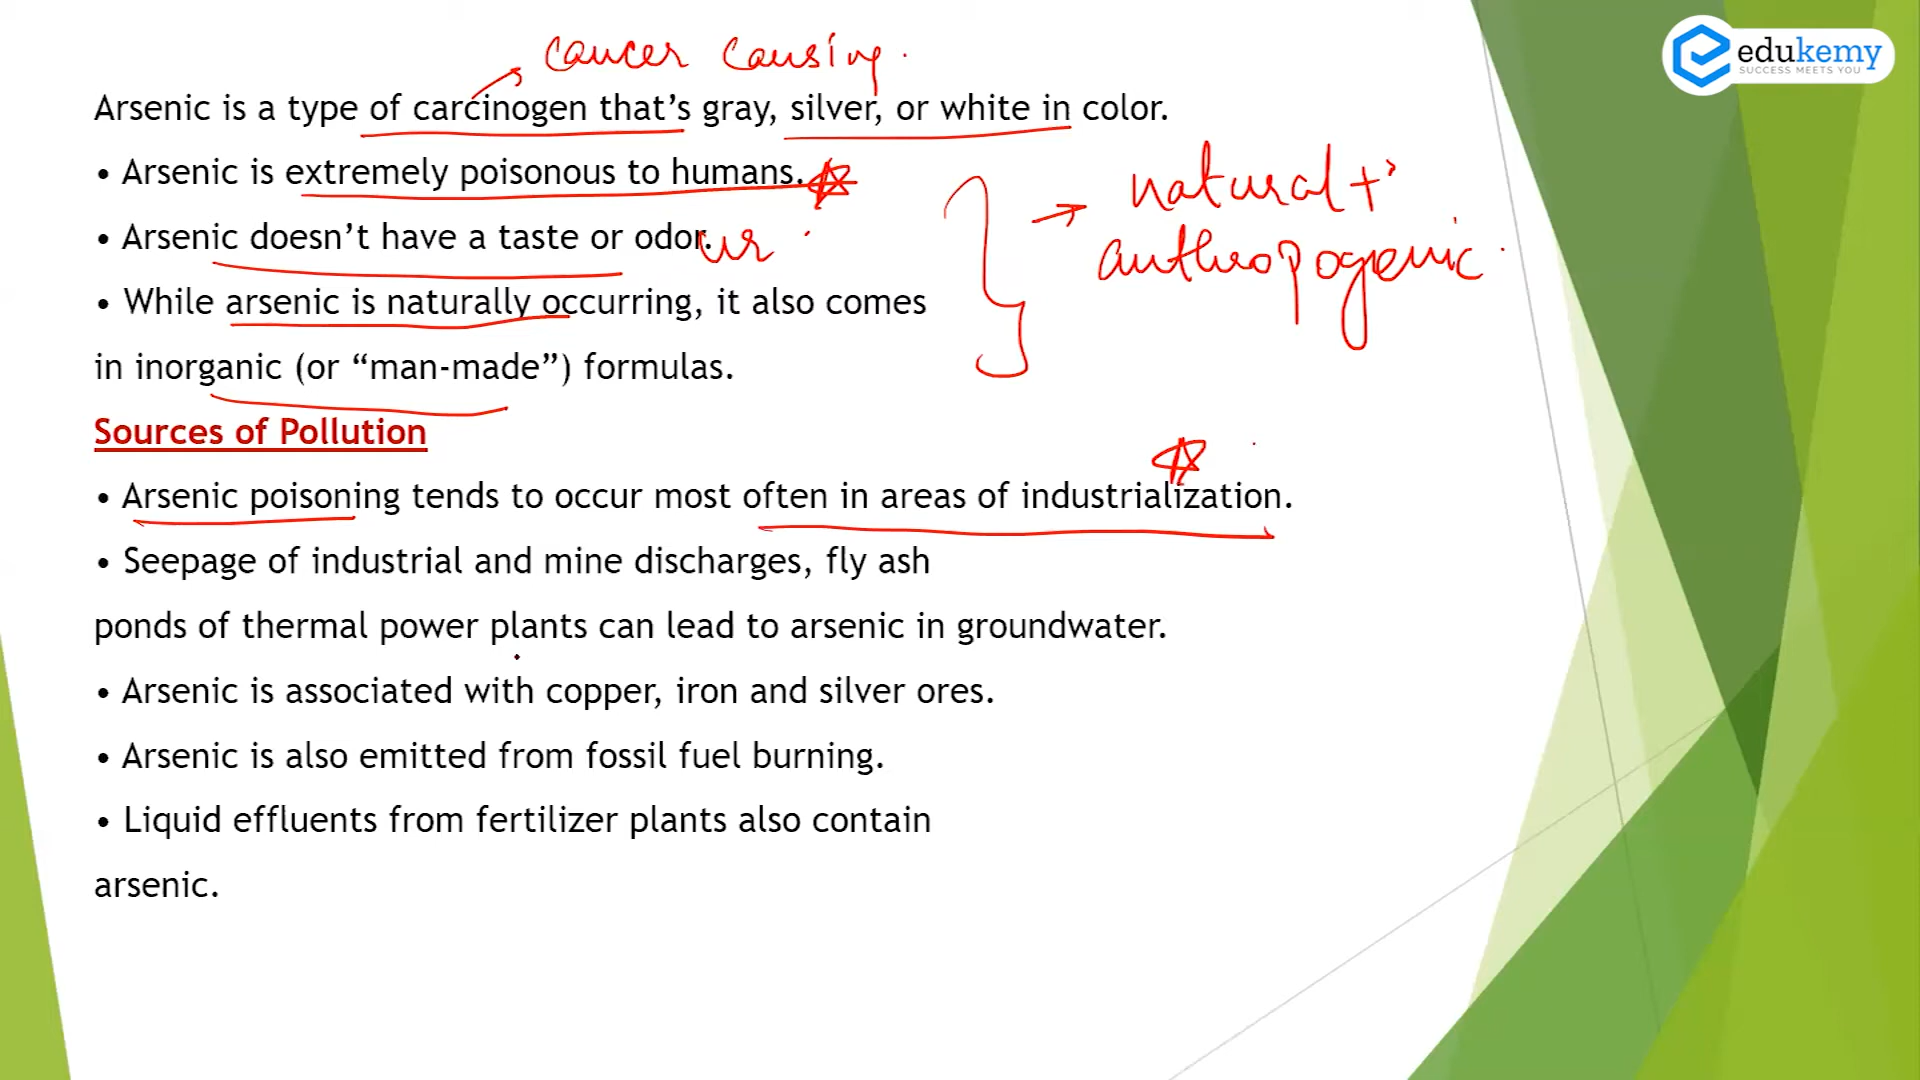 cancer causing.
edukemy
SUCCESS MEETS YOU
Arsenic is a type of carcinogen that’s gray, silver, or white in color.
• Arsenic is extremely poisonous to humans.
natural +
• Arsenic doesn’t have a taste or odor.ur
anthropogenic
• While arsenic is naturally occurring, it also comes
in inorganic (or “man-made”) formulas.
Sources of Pollution
• Arsenic poisoning tends to occur most often in areas of industrialization.
• Seepage of industrial and mine discharges, fly ash
ponds of thermal power plants can lead to arsenic in groundwater.
• Arsenic is associated with copper, iron and silver ores.
• Arsenic is also emitted from fossil fuel burning.
• Liquid effluents from fertilizer plants also contain
arsenic.